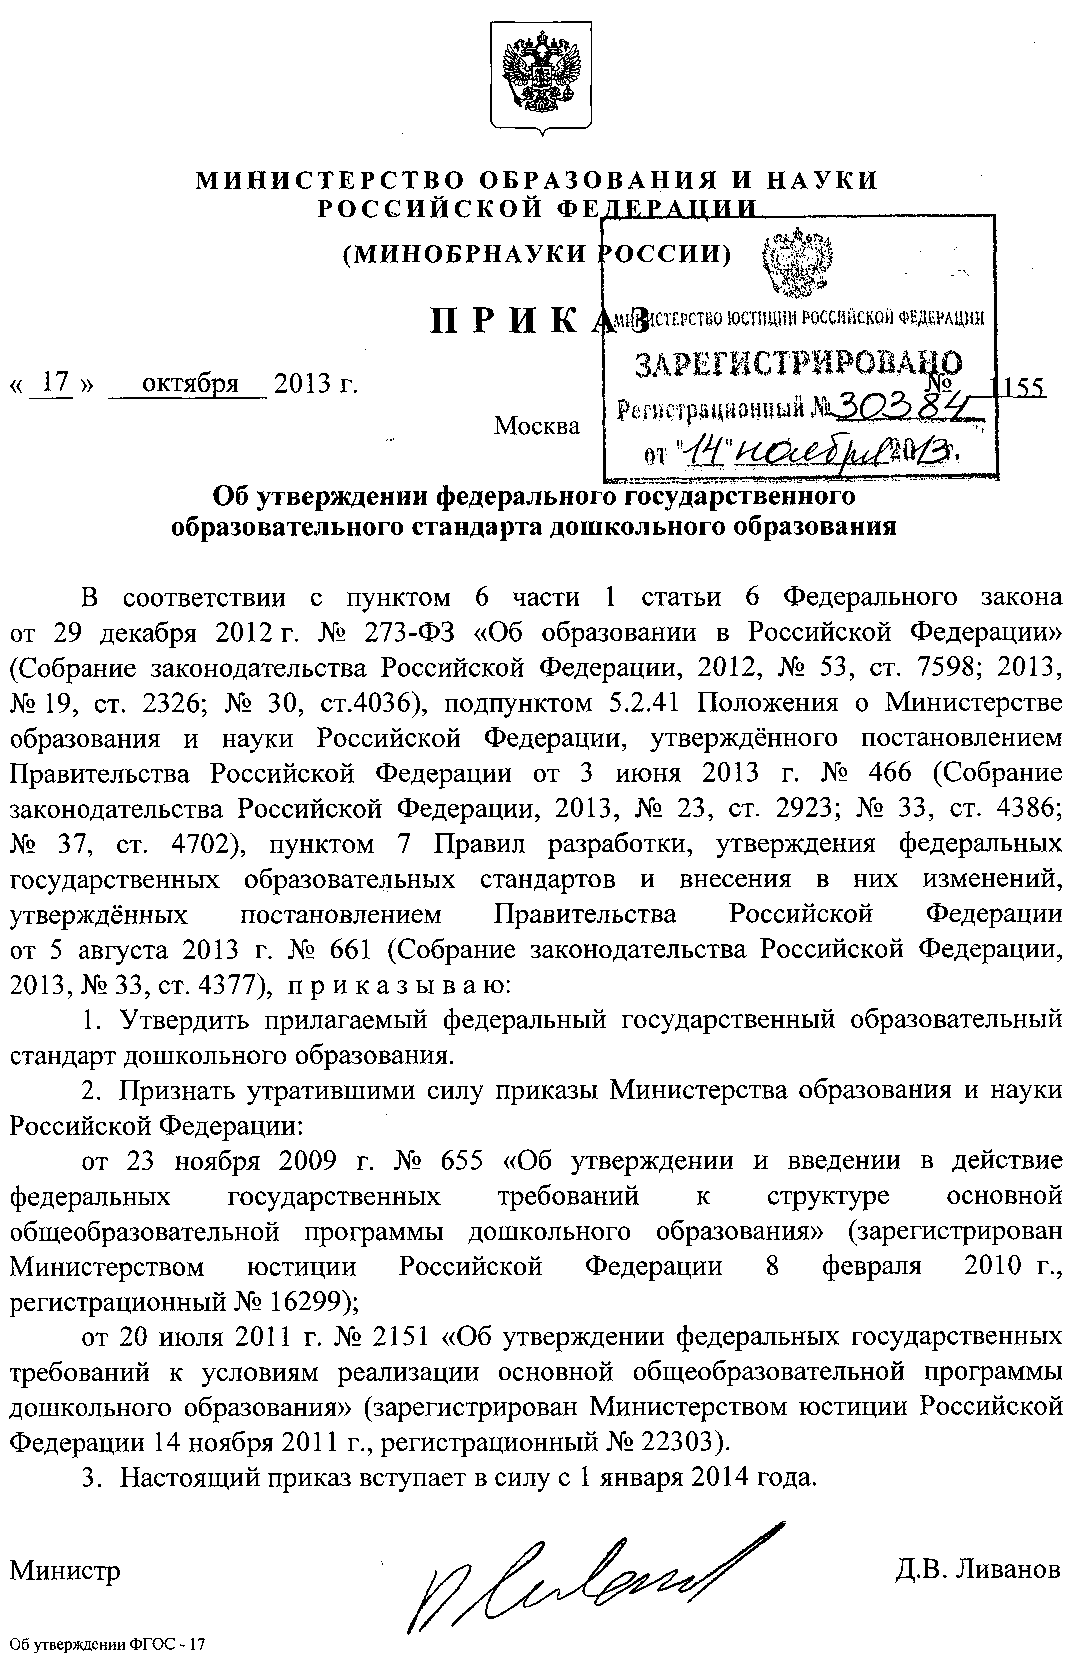 МИНИСТЕРСТВО ОБРАЗОВАНИЯ И НАУКИ
РОССИЙСКОЙ ФЕДЕРАЦИИ
(МИНОБРНАУКИ РОССИИ)
ПРИКАЗ
МИНИСТЕРСТВО ЮСТИЦИИ РОССИЙСКОЙ ФЕДЕРАЦИИ
ЗАРЕГИСТРИРОВАНО
Регистрационный № 30384
от "14" ноября 2013г.
« 17 » октября 2013 г. № 1155
Москва
Об утверждении федерального государственного
образовательного стандарта дошкольного образования
В соответствии с пунктом 6 части 1 статьи 6 Федерального закона
от 29 декабря 2012 г. № 273-ФЗ «Об образовании в Российской Федерации»
(Собрание законодательства Российской Федерации, 2012, № 53, ст. 7598; 2013,
№ 19, ст. 2326; № 30, ст.4036), подпунктом 5.2.41 Положения о Министерстве
образования и науки Российской Федерации, утверждённого постановлением
Правительства Российской Федерации от 3 июня 2013 г. № 466 (Собрание
законодательства Российской Федерации, 2013, № 23, ст. 2923; № 33, ст. 4386;
№ 37, ст. 4702), пунктом 7 Правил разработки, утверждения федеральных
государственных образовательных стандартов и внесения в них изменений,
утверждённых постановлением Правительства Российской Федерации
от 5 августа 2013 г. № 661 (Собрание законодательства Российской Федерации,
2013, № 33, ст. 4377), п р и к а з ы в а ю:
1. Утвердить прилагаемый федеральный государственный образовательный
стандарт дошкольного образования.
2. Признать утратившими силу приказы Министерства образования и науки
Российской Федерации:
от 23 ноября 2009 г. № 655 «Об утверждении и введении в действие
федеральных государственных требований к структуре основной
общеобразовательной программы дошкольного образования» (зарегистрирован
Министерством юстиции Российской Федерации 8 февраля 2010 г.,
регистрационный № 16299);
от 20 июля 2011 г. № 2151 «Об утверждении федеральных государственных
требований к условиям реализации основной общеобразовательной программы
дошкольного образования» (зарегистрирован Министерством юстиции Российской
Федерации 14 ноября 2011 г., регистрационный № 22303).
3. Настоящий приказ вступает в силу с 1 января 2014 года.
Министр Д.В. Ливанов
Об утверждении ФГОС - 17